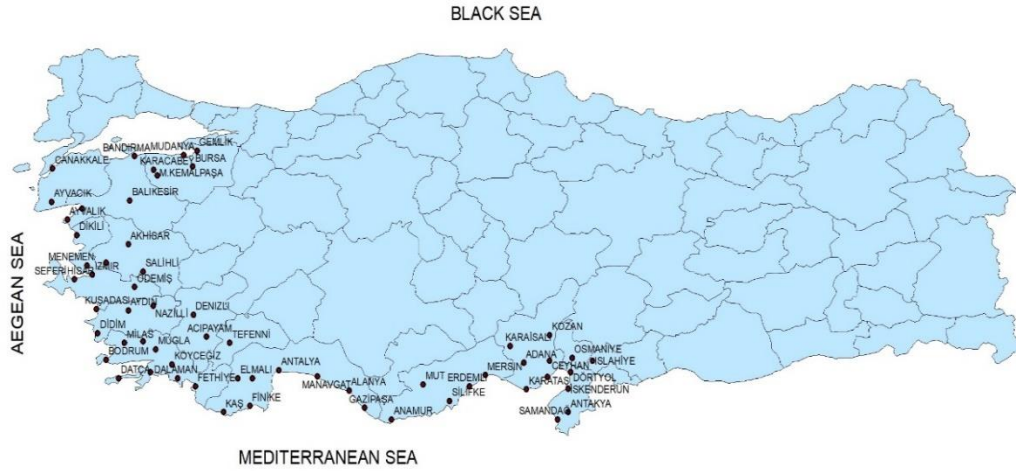 BLACK SEA
GEMLİK
BANDIRMA MUDANYA
ÇANAKKALE
KARACABEY BURSA
M.KEMALPAŞA
AYVACIK
BALIKESİR
AYVALIK
DİKİLİ
AKHİSAR
MENEMEN İZMİR
SEFERİHİSAR
SALİHLİ
ÖDEMİŞ
KUŞADASI AYDIN
NAZİLLİ
DENİZLİ
AEGEAN SEA
DİDİM
MİLAS
MUĞLA
ACIPAYAM
TEFENNİ
BODRUM
KÖYCEĞİZ
DATÇA DALAMAN
FETHİYE
ELMALI
ANTALYA
MANAVGAT
ALANYA
GAZİPAŞA
KAŞ
FİNİKE
ANAMUR
MUT
ERDEMLİ
SİLİFKE
MERSİN
KARAİSALI
KOZAN
ADANA
CEYHAN
OSMANİYE
İSLAHİYE
KARATAŞ
DÖRTYOL
İSKENDERUN
SAMANDAĞ
ANTAKYA
MEDITERRANEAN SEA